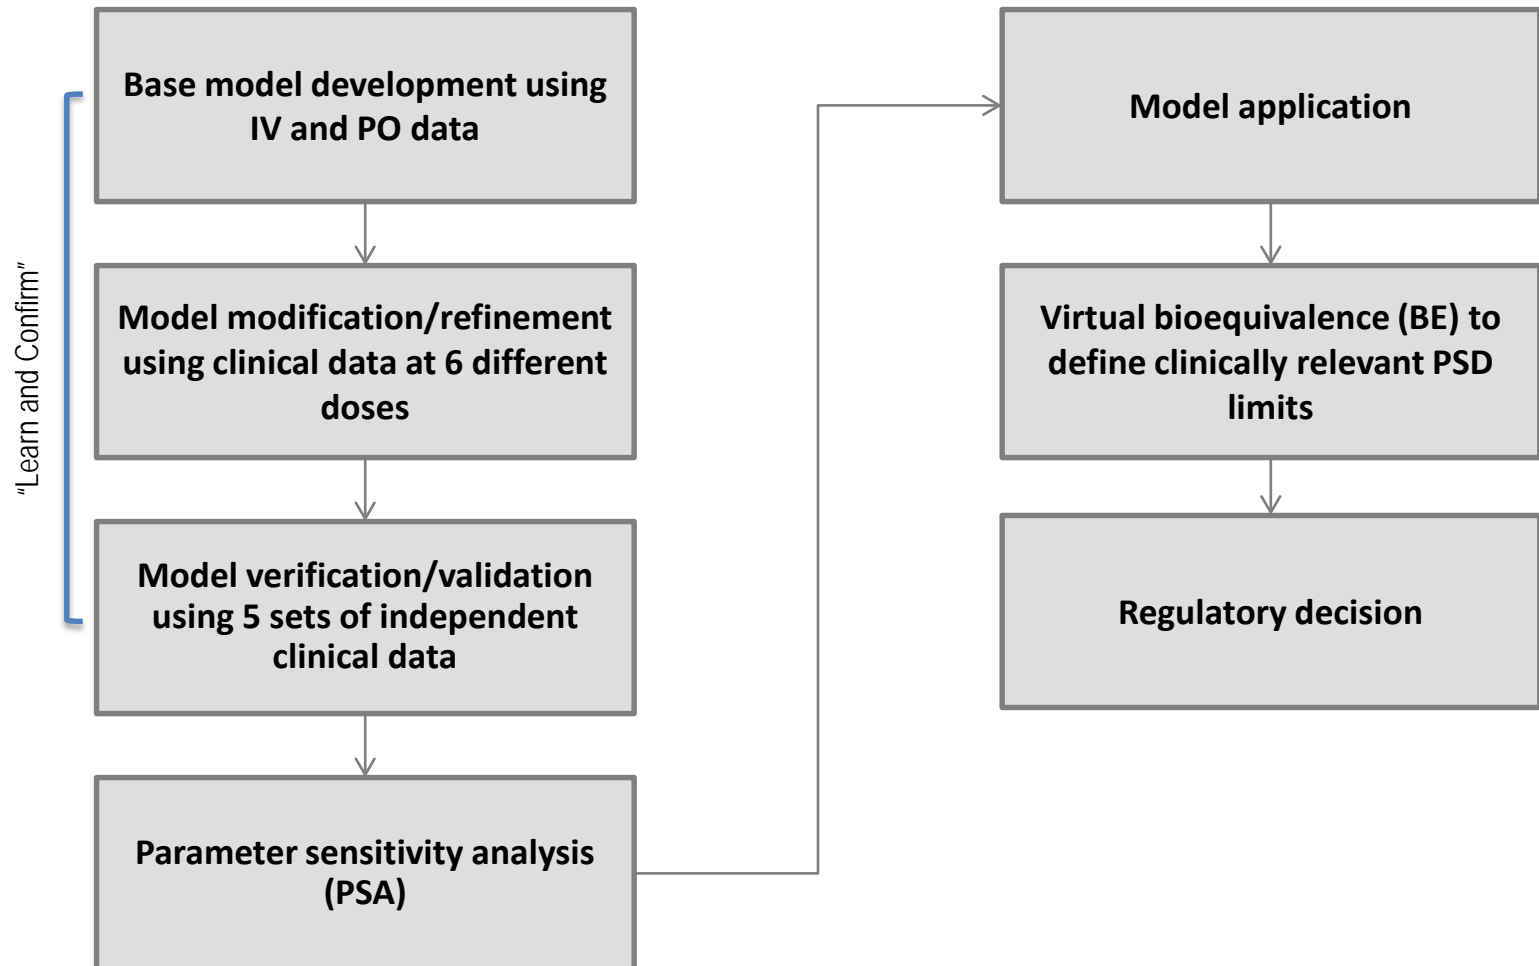 "Learn and Confirm"
Base model development using
IV and PO data
Model modification/refinement
using clinical data at 6 different
doses
Model verification/validation
using 5 sets of independent
clinical data
Parameter sensitivity analysis
(PSA)
Model application
Virtual bioequivalence (BE) to
define clinically relevant PSD
limits
Regulatory decision